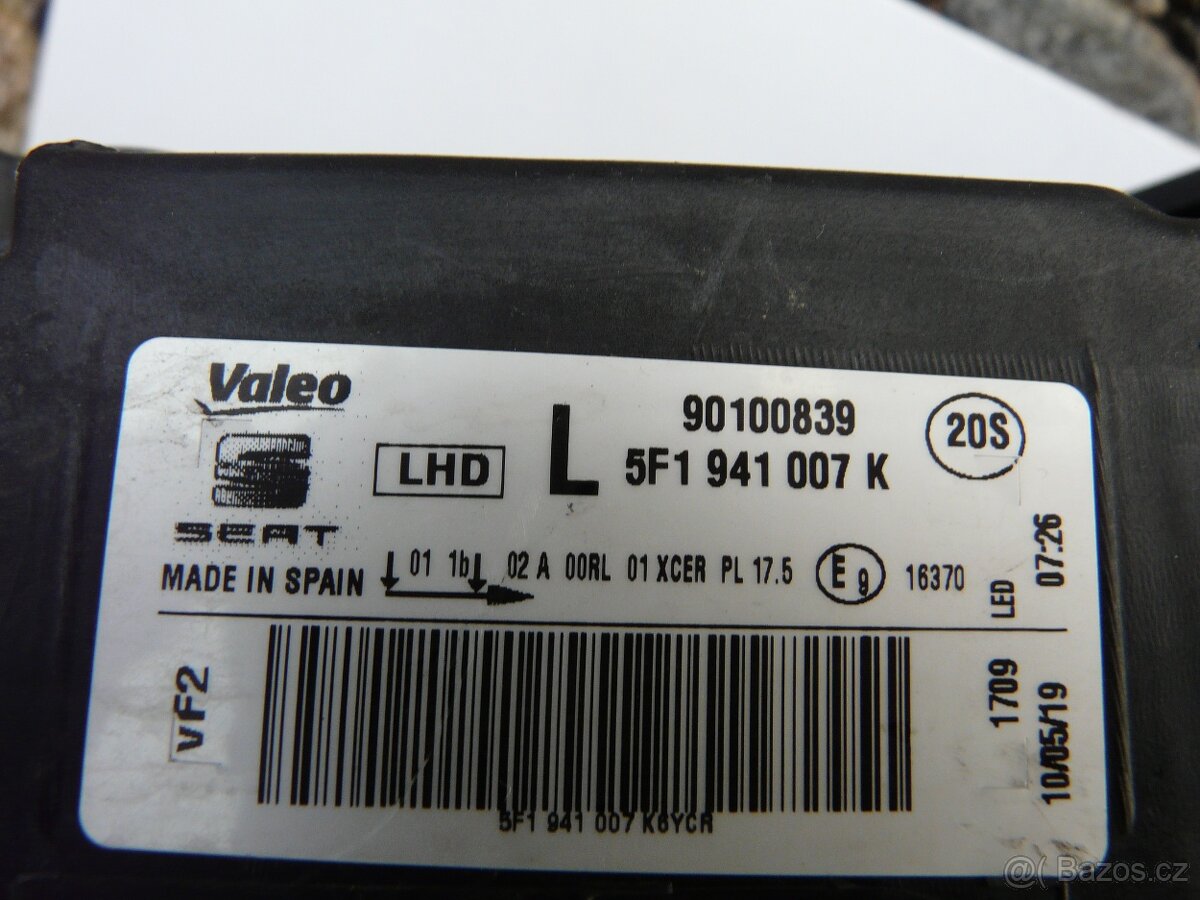 Valeo
SEAT
LHD
L
90100839
5F1 941 007 K
20S
MADE IN SPAIN
01 1b 02 A 00RL 01 XCER PL 17.5
E9
16370
LED
07:26
1709
10/05/19
VF2
5F1 941 007 K6YCR
@( Bazos.cz